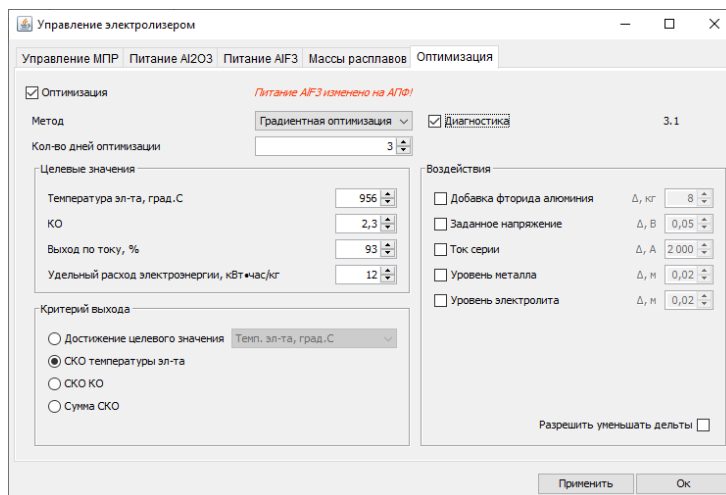 Управление электролизером
Управление МПР Питание Al2O3 Питание AlF3 Массы расплавов Оптимизация
Оптимизация Питание AlF3 изменено на АПФ!
Метод Градиентная оптимизация Диагностика 3.1
Кол-во дней оптимизации 3
Целевые значения
Температура эл-та, град.С 956
КО 2,3
Выход по току, % 93
Удельный расход электроэнергии, кВт•час/кг 12
Критерий выхода
Достижение целевого значения Темп. эл-та, град.С
СКО температуры эл-та
СКО КО
Сумма СКО
Воздействия
Добавка фторида алюминия Δ, кг 8
Заданное напряжение Δ, В 0,05
Ток серии Δ, А 2 000
Уровень металла Δ, м 0,02
Уровень электролита Δ, м 0,02
Разрешить уменьшать дельты
Применить Ок